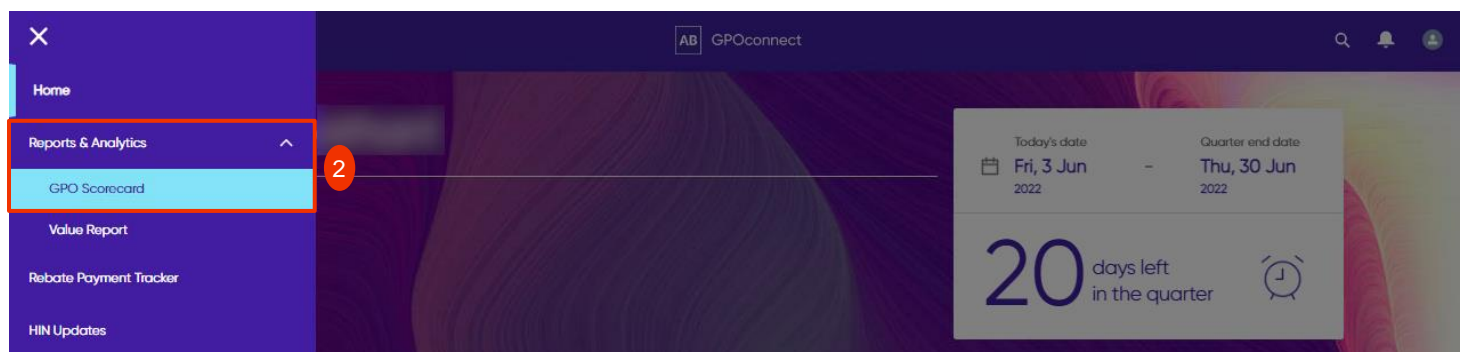 AB GPOconnect
Home
Reports & Analytics
2
GPO Scorecard
Value Report
Rebate Payment Tracker
HIN Updates
Today's date
Fri, 3 Jun
2022
-
Quarter end date
Thu, 30 Jun
2022
20 days left
in the quarter